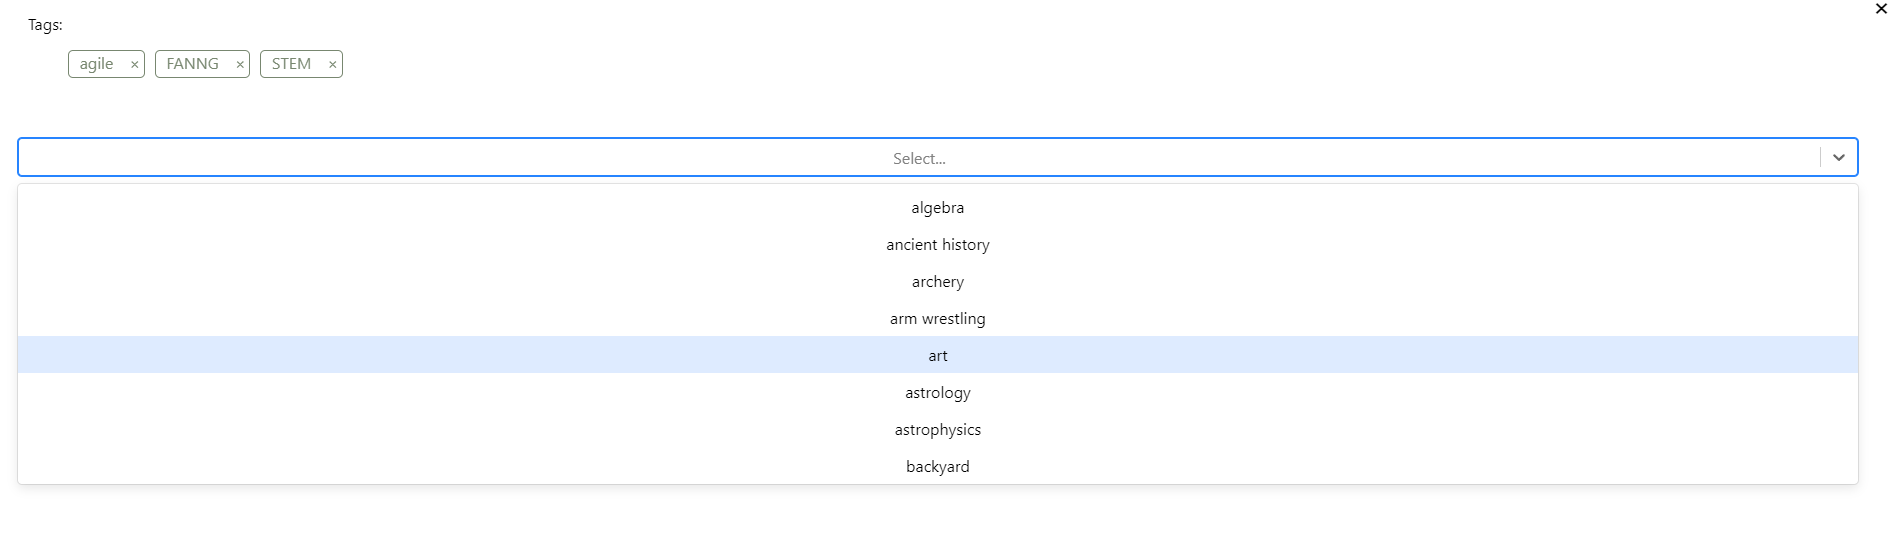 Tags:
agile × FANNG × STEM ×
Select...
algebra
ancient history
archery
arm wrestling
art
astrology
astrophysics
backyard